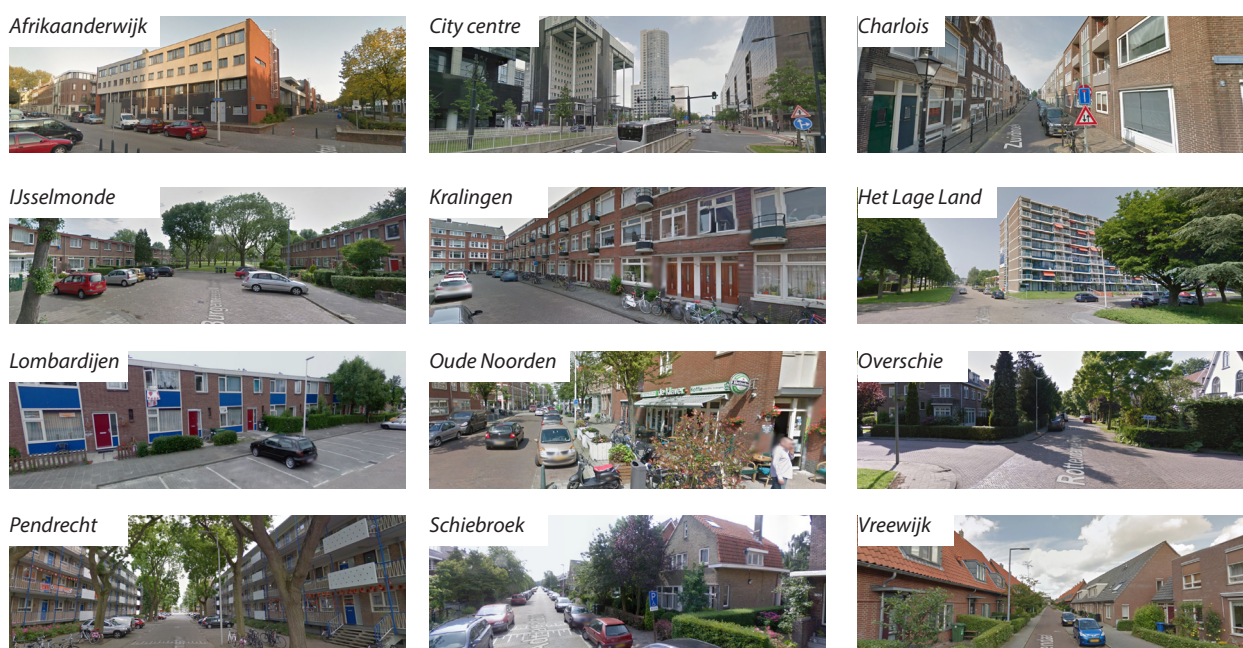 Afrikaanderwijk
City centre
Charlois
IJsselmonde
Kralingen
Het Lage Land
Lombardijen
Oude Noorden
Overschie
Pendrecht
Schiebroek
Vreewijk